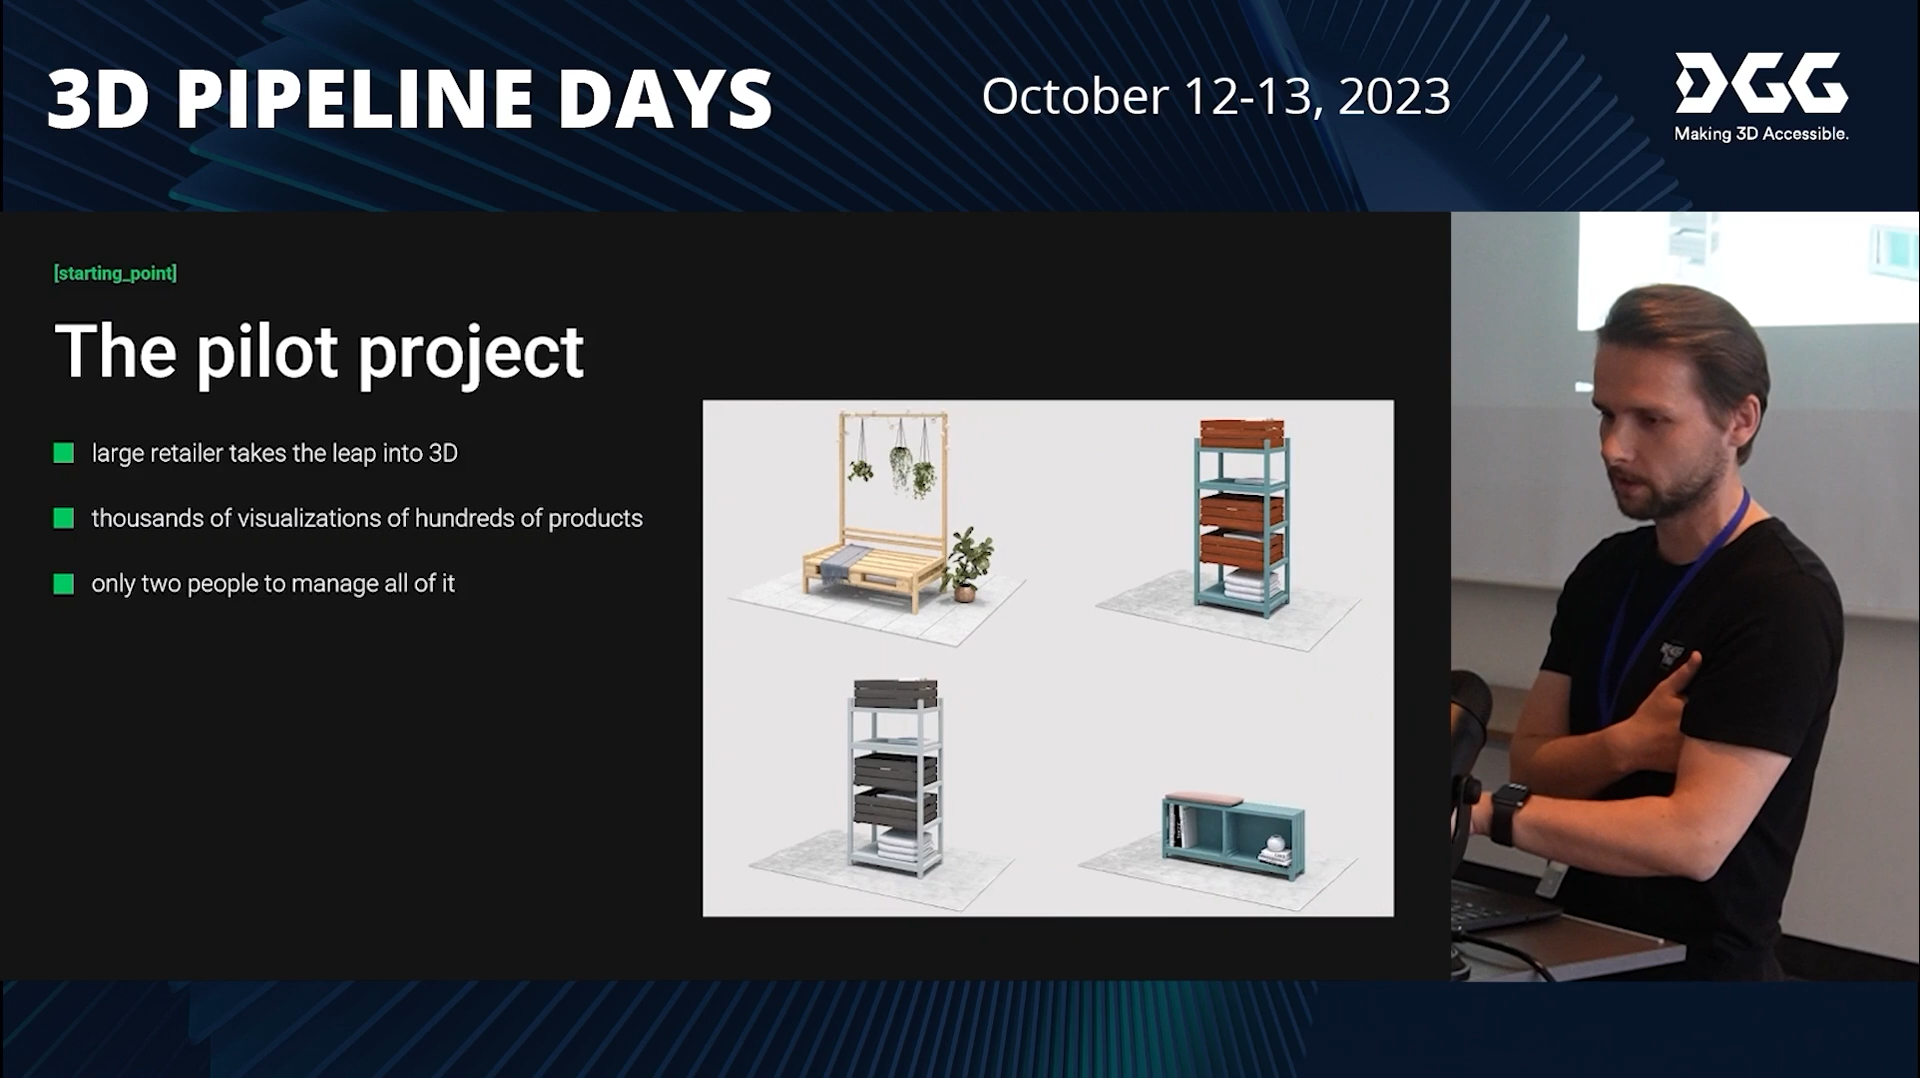 3D PIPELINE DAYS
October 12-13, 2023
DGG
Making 3D Accessible.
[starting_point]
The pilot project
large retailer takes the leap into 3D
thousands of visualizations of hundreds of products
only two people to manage all of it